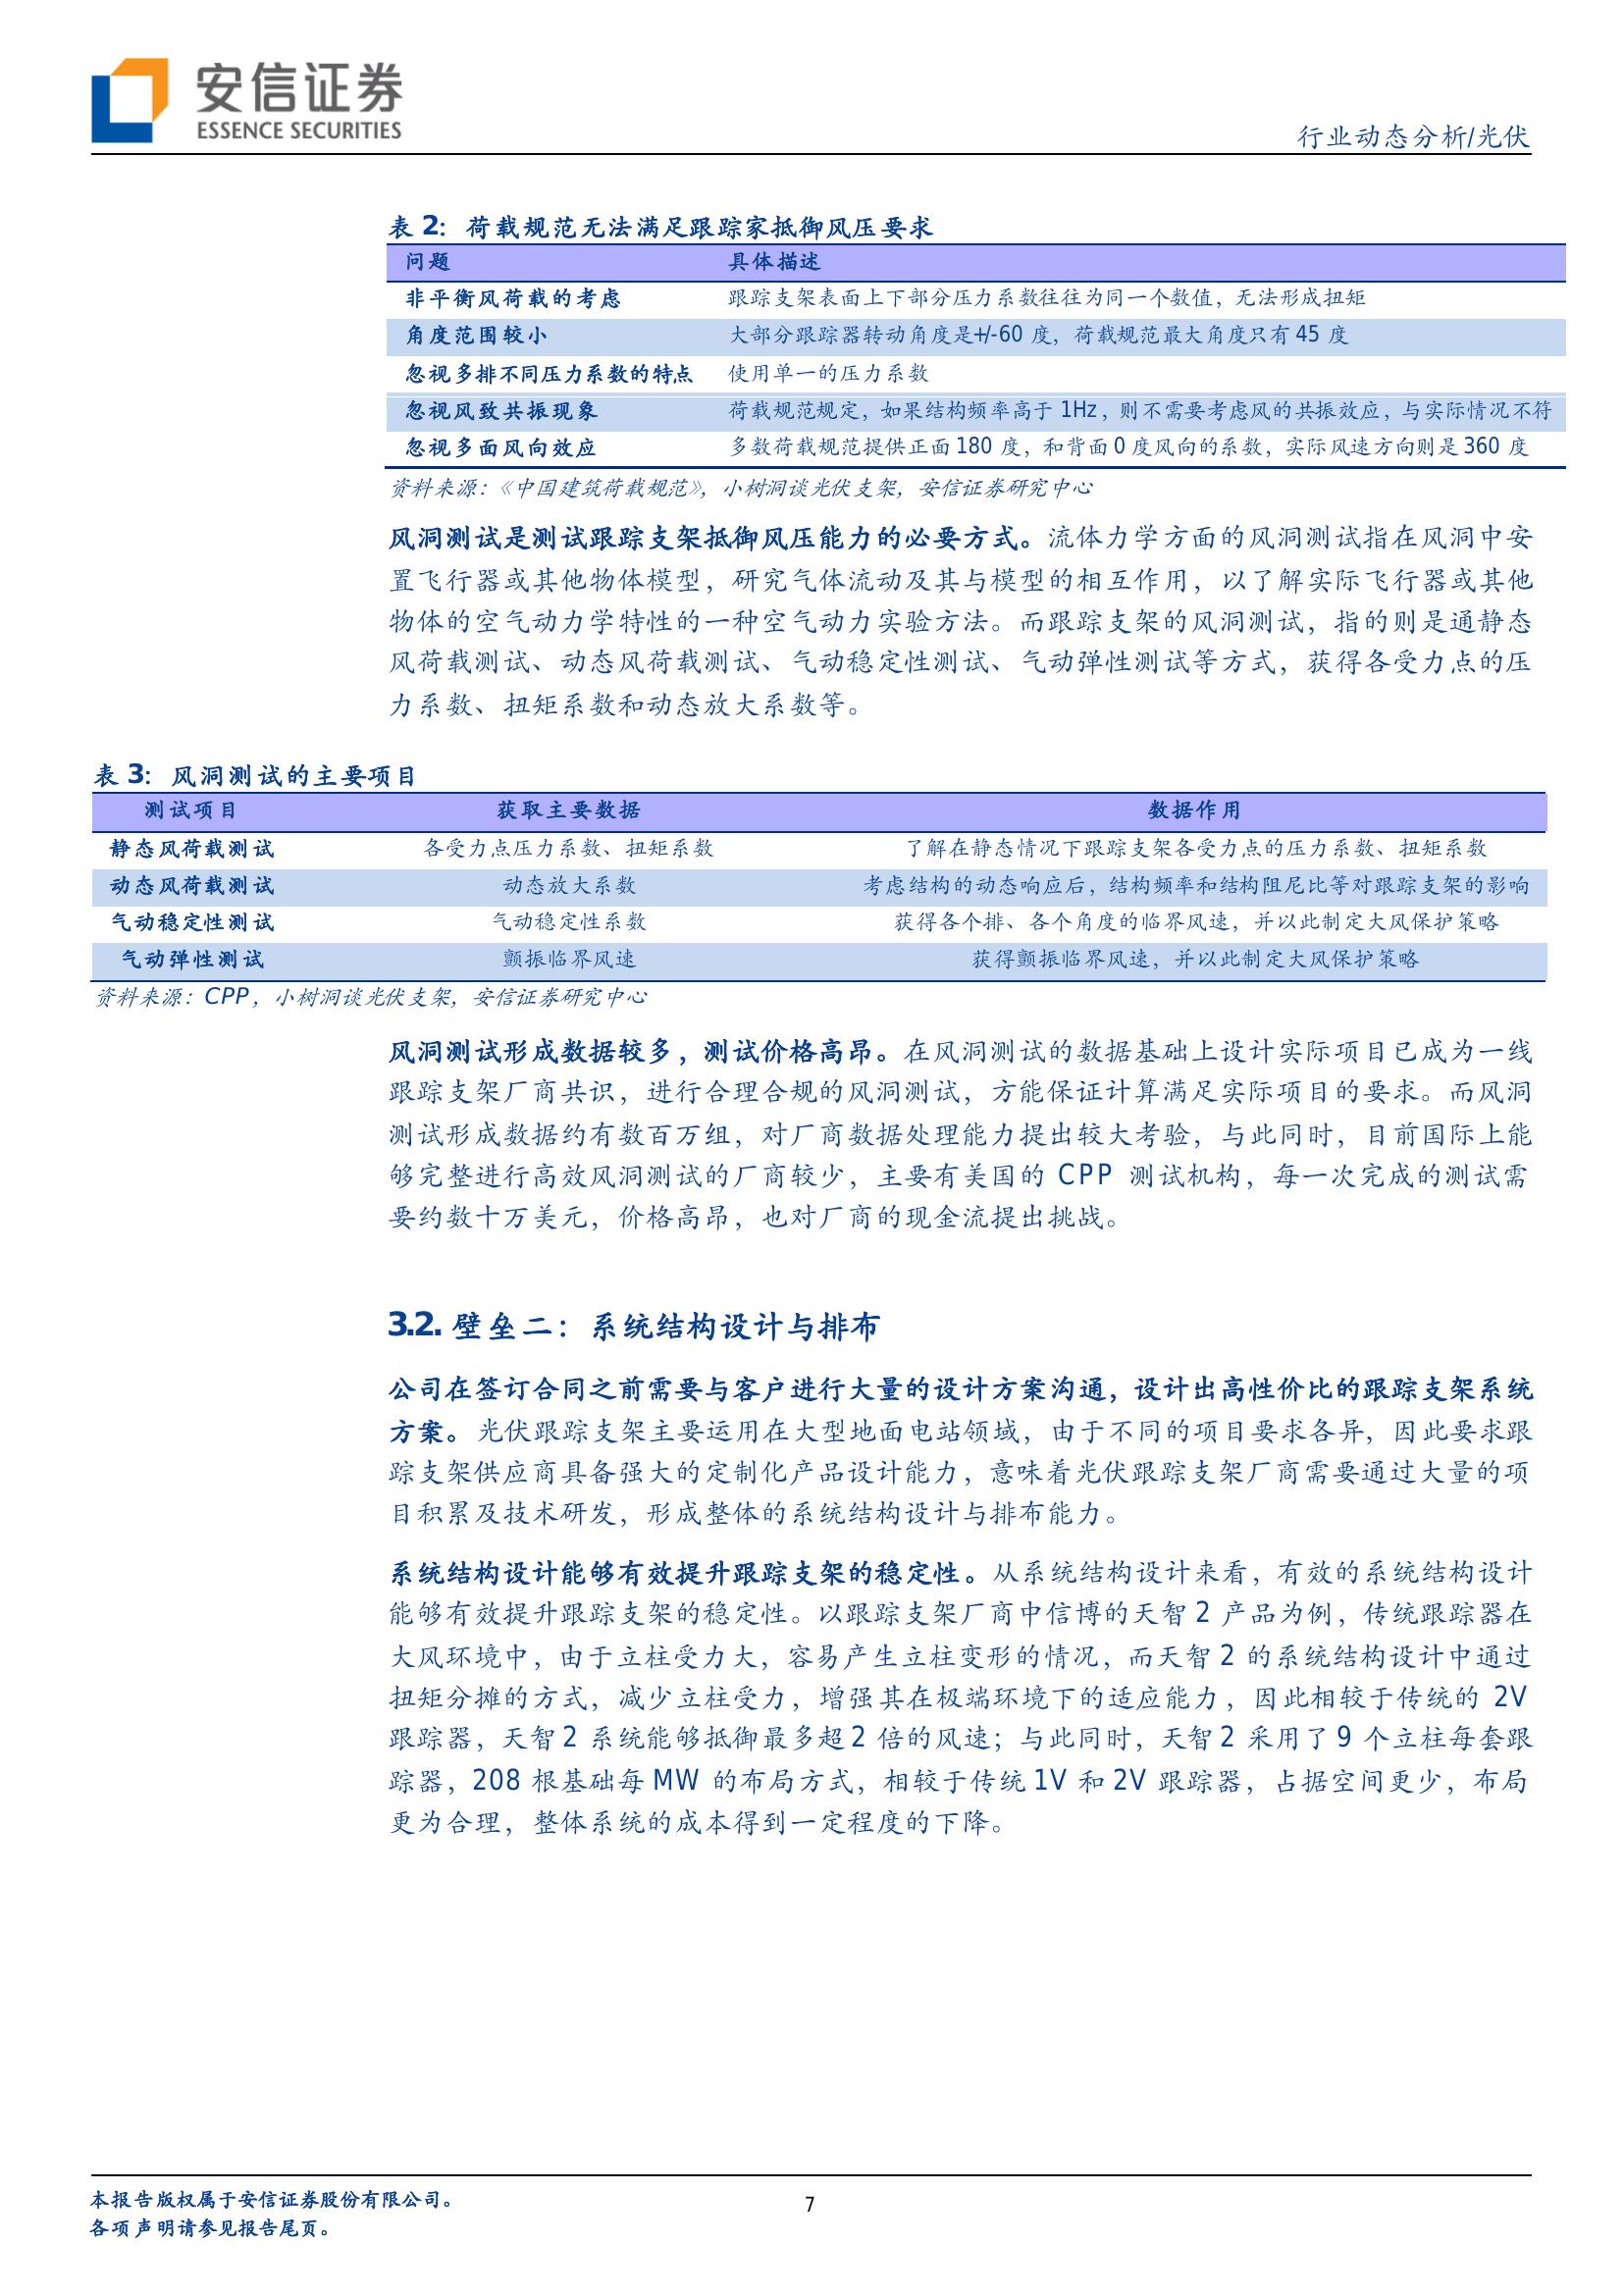 安信证券
ESSENCE SECURITIES
行业动态分析/光伏
表 2：荷载规范无法满足跟踪家抵御风压要求
问题 具体描述
非平衡风荷载的考虑 跟踪支架表面上下部分压力系数往往为同一个数值，无法形成扭矩
角度范围较小 大部分跟踪器转动角度是+/-60 度，荷载规范最大角度只有 45 度
忽视多排不同压力系数的特点 使用单一的压力系数
忽视风致共振现象 荷载规范规定，如果结构频率高于 1Hz，则不需要考虑风的共振效应，与实际情况不符
忽视多面风向效应 多数荷载规范提供正面 180 度，和背面 0 度风向的系数，实际风速方向则是 360 度
资料来源：《中国建筑荷载规范》，小树洞谈光伏支架，安信证券研究中心
风洞测试是测试跟踪支架抵御风压能力的必要方式。流体力学方面的风洞测试指在风洞中安
置飞行器或其他物体模型，研究气体流动及其与模型的相互作用，以了解实际飞行器或其他
物体的空气动力学特性的一种空气动力实验方法。而跟踪支架的风洞测试，指的则是通静态
风荷载测试、动态风荷载测试、气动稳定性测试、气动弹性测试等方式，获得各受力点的压
力系数、扭矩系数和动态放大系数等。
表 3：风洞测试的主要项目
测试项目 获取主要数据 数据作用
静态风荷载测试 各受力点压力系数、扭矩系数 了解在静态情况下跟踪支架各受力点的压力系数、扭矩系数
动态风荷载测试 动态放大系数 考虑结构的动态响应后，结构频率和结构阻尼比等对跟踪支架的影响
气动稳定性测试 气动稳定性系数 获得各个排、各个角度的临界风速，并以此制定大风保护策略
气动弹性测试 颤振临界风速 获得颤振临界风速，并以此制定大风保护策略
资料来源：CPP，小树洞谈光伏支架，安信证券研究中心
风洞测试形成数据较多，测试价格高昂。在风洞测试的数据基础上设计实际项目已成为一线
跟踪支架厂商共识，进行合理合规的风洞测试，方能保证计算满足实际项目的要求。而风洞
测试形成数据约有数百万组，对厂商数据处理能力提出较大考验，与此同时，目前国际上能
够完整进行高效风洞测试的厂商较少，主要有美国的 CPP 测试机构，每一次完成的测试需
要约数十万美元，价格高昂，也对厂商的现金流提出挑战。
3.2. 壁垒二：系统结构设计与排布
公司在签订合同之前需要与客户进行大量的设计方案沟通，设计出高性价比的跟踪支架系统
方案。光伏跟踪支架主要运用在大型地面电站领域，由于不同的项目要求各异，因此要求跟
踪支架供应商具备强大的定制化产品设计能力，意味着光伏跟踪支架厂商需要通过大量的项
目积累及技术研发，形成整体的系统结构设计与排布能力。
系统结构设计能够有效提升跟踪支架的稳定性。从系统结构设计来看，有效的系统结构设计
能够有效提升跟踪支架的稳定性。以跟踪支架厂商中信博的天智 2 产品为例，传统跟踪器在
大风环境中，由于立柱受力大，容易产生立柱变形的情况，而天智 2 的系统结构设计中通过
扭矩分摊的方式，减少立柱受力，增强其在极端环境下的适应能力，因此相较于传统的 2V
跟踪器，天智 2 系统能够抵御最多超 2 倍的风速；与此同时，天智 2 采用了 9 个立柱每套跟
踪器，208 根基础每 MW 的布局方式，相较于传统 1V 和 2V 跟踪器，占据空间更少，布局
更为合理，整体系统的成本得到一定程度的下降。
本报告版权属于安信证券股份有限公司。
7
各项声明请参见报告尾页。